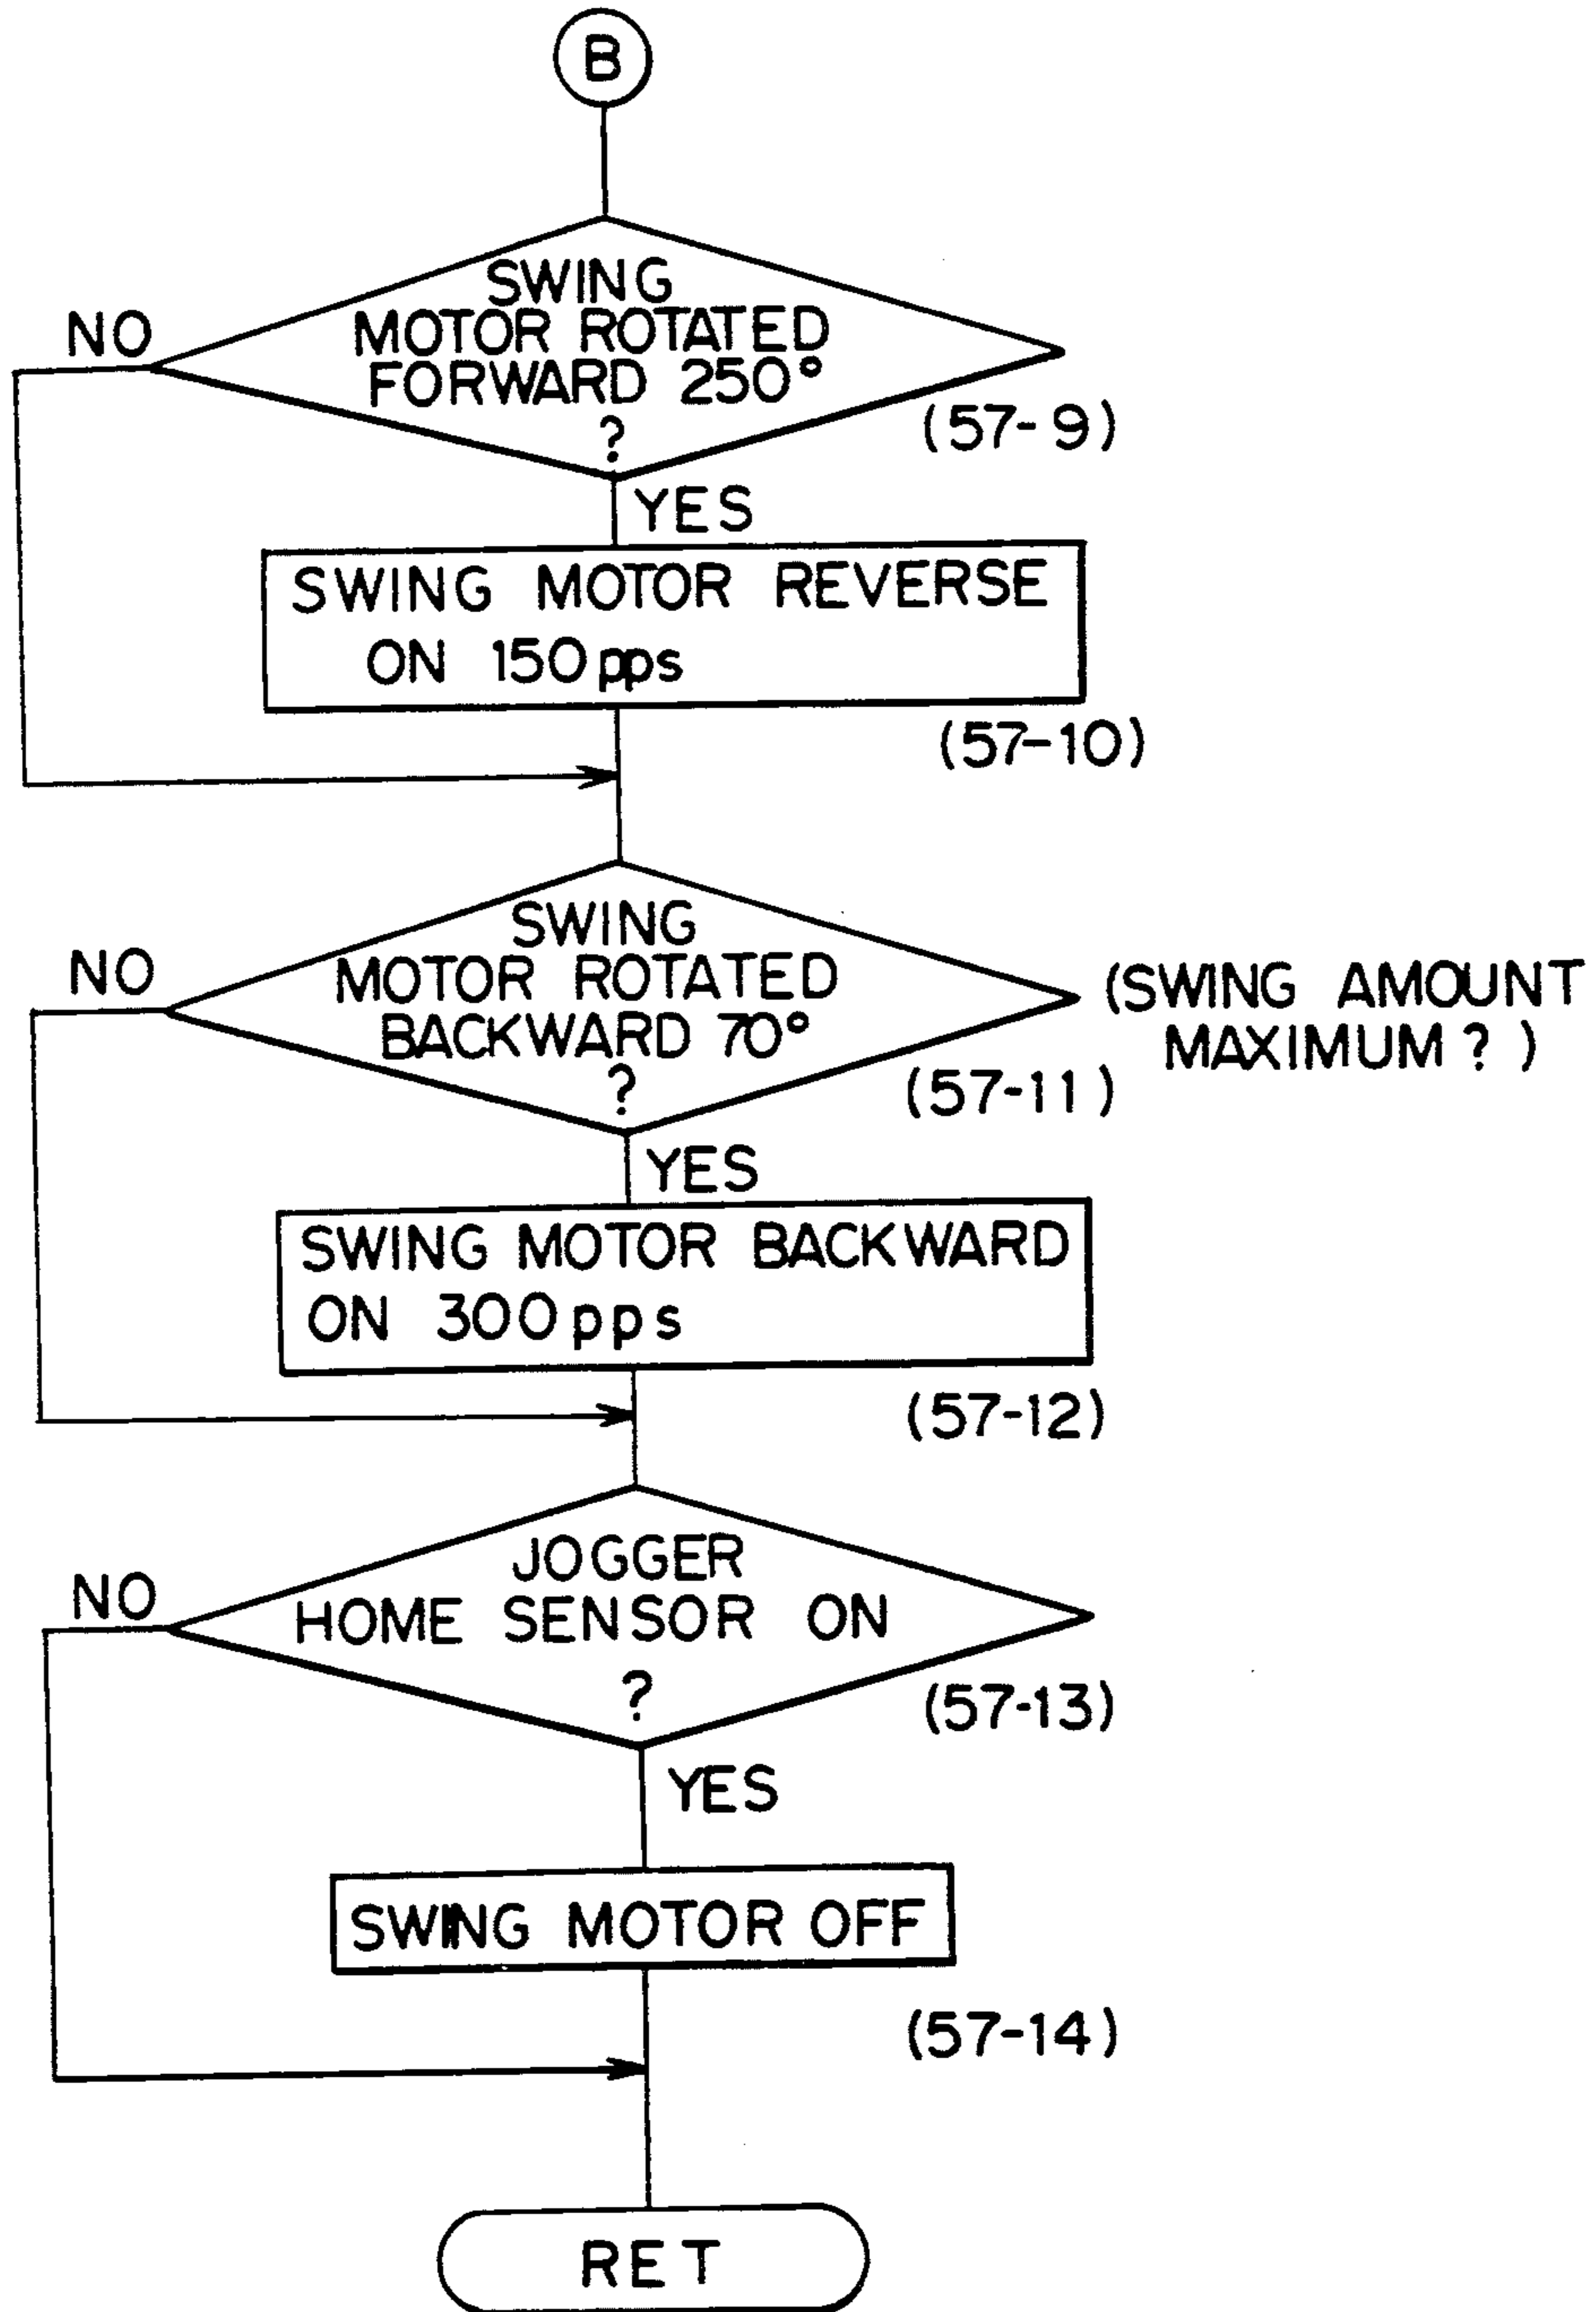 B
SWING
MOTOR ROTATED
FORWARD 250°
?
NO
(57-9)
YES
SWING MOTOR REVERSE
ON 150pps
(57-10)
SWING
MOTOR ROTATED
BACKWARD 70°
?
NO
(SWING AMOUNT
MAXIMUM? )
(57-11)
YES
SWING MOTOR BACKWARD
ON 300pps
(57-12)
JOGGER
HOME SENSOR ON
?
NO
(57-13)
YES
SWING MOTOR OFF
(57-14)
RET